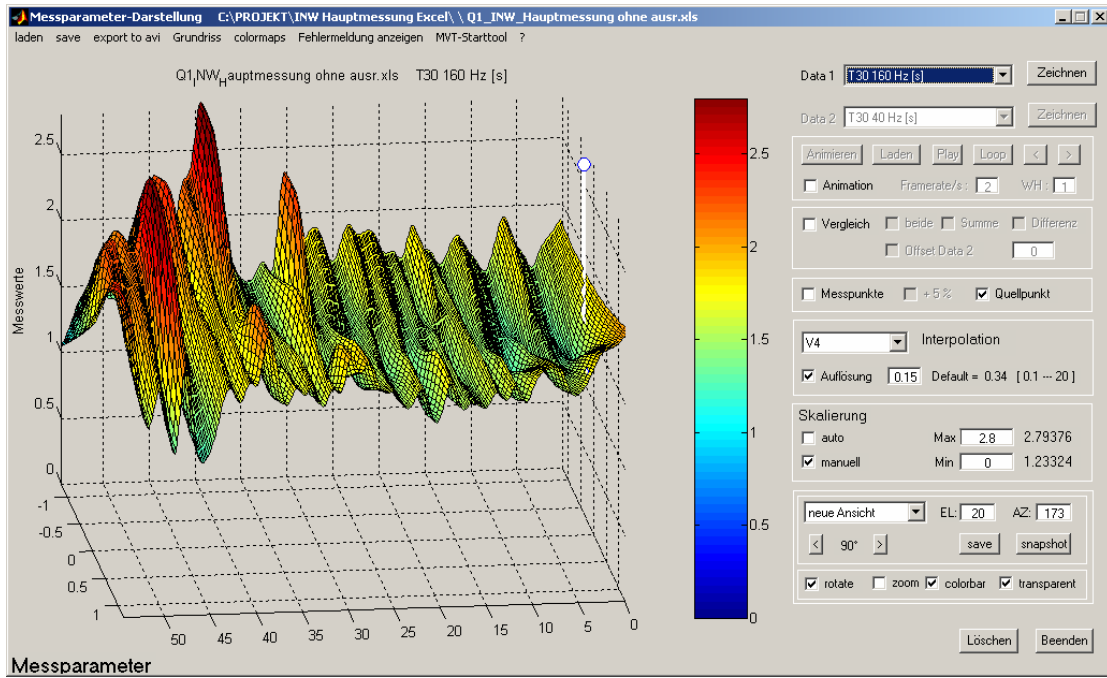 Messparameter-Darstellung C:\PROJEKT\INW Hauptmessung Excel\ \ Q1_INW_Hauptmessung ohne ausr.xls
laden save export to avi Grundriss colormaps Fehlermeldung anzeigen MVT-Starttool ?
Q1INWHauptmessung ohne ausr.xls T30 160 Hz [s]
Messwerte
2.5
2
1.5
1
0.5
0
-1
-0.5
0
0.5
1
50
45
40
35
30
25
20
15
10
5
0
2.5
2
1.5
1
0.5
0
Data 1 T30 160 Hz [s] Zeichnen
Data 2 T30 40 Hz [s] Zeichnen
Animieren Laden Play Loop < >
Animation Framerate/s : 2 WH : 1
Vergleich beide Summe Differenz
Offset Data 2 0
Messpunkte + 5 % Quellpunkt
V4 Interpolation
Auflösung 0.15 Default = 0.34 [ 0.1 --- 20 ]
Skalierung
auto Max 2.8 2.79376
manuell Min 0 1.23324
neue Ansicht EL: 20 AZ: 173
< 90° > save snapshot
rotate zoom colorbar transparent
Löschen Beenden
Messparameter